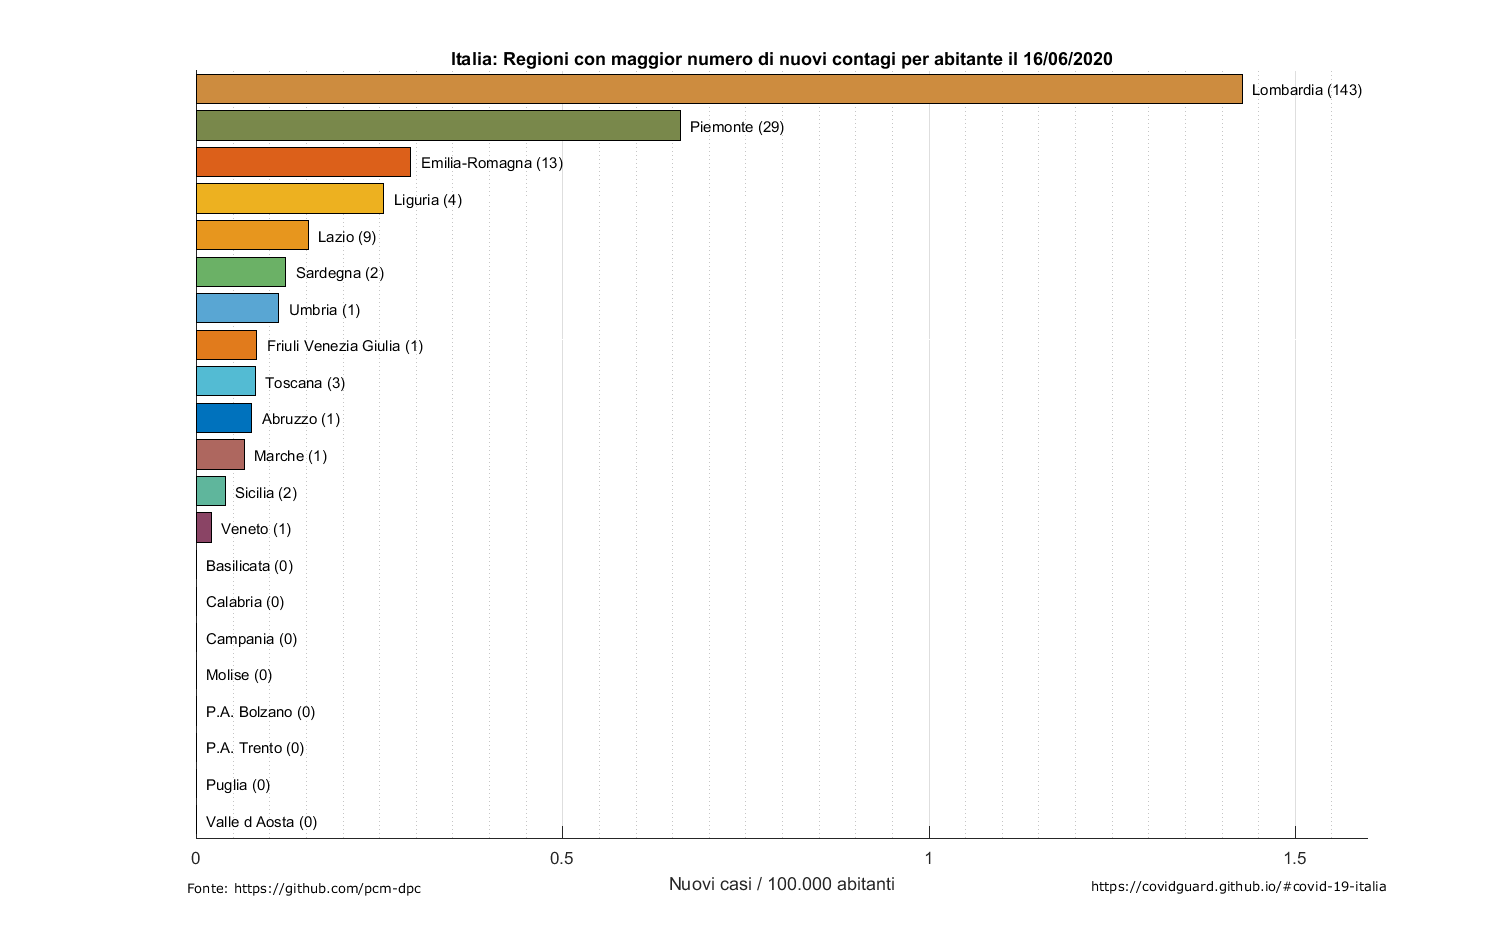 Italia: Regioni con maggior numero di nuovi contagi per abitante il 16/06/2020
Lombardia (143)
Piemonte (29)
Emilia-Romagna (13)
Liguria (4)
Lazio (9)
Sardegna (2)
Umbria (1)
Friuli Venezia Giulia (1)
Toscana (3)
Abruzzo (1)
Marche (1)
Sicilia (2)
Veneto (1)
Basilicata (0)
Calabria (0)
Campania (0)
Molise (0)
P.A. Bolzano (0)
P.A. Trento (0)
Puglia (0)
Valle d Aosta (0)
0 0.5 1 1.5
Nuovi casi / 100.000 abitanti
Fonte: https://github.com/pcm-dpc
https://covidguard.github.io/#covid-19-italia